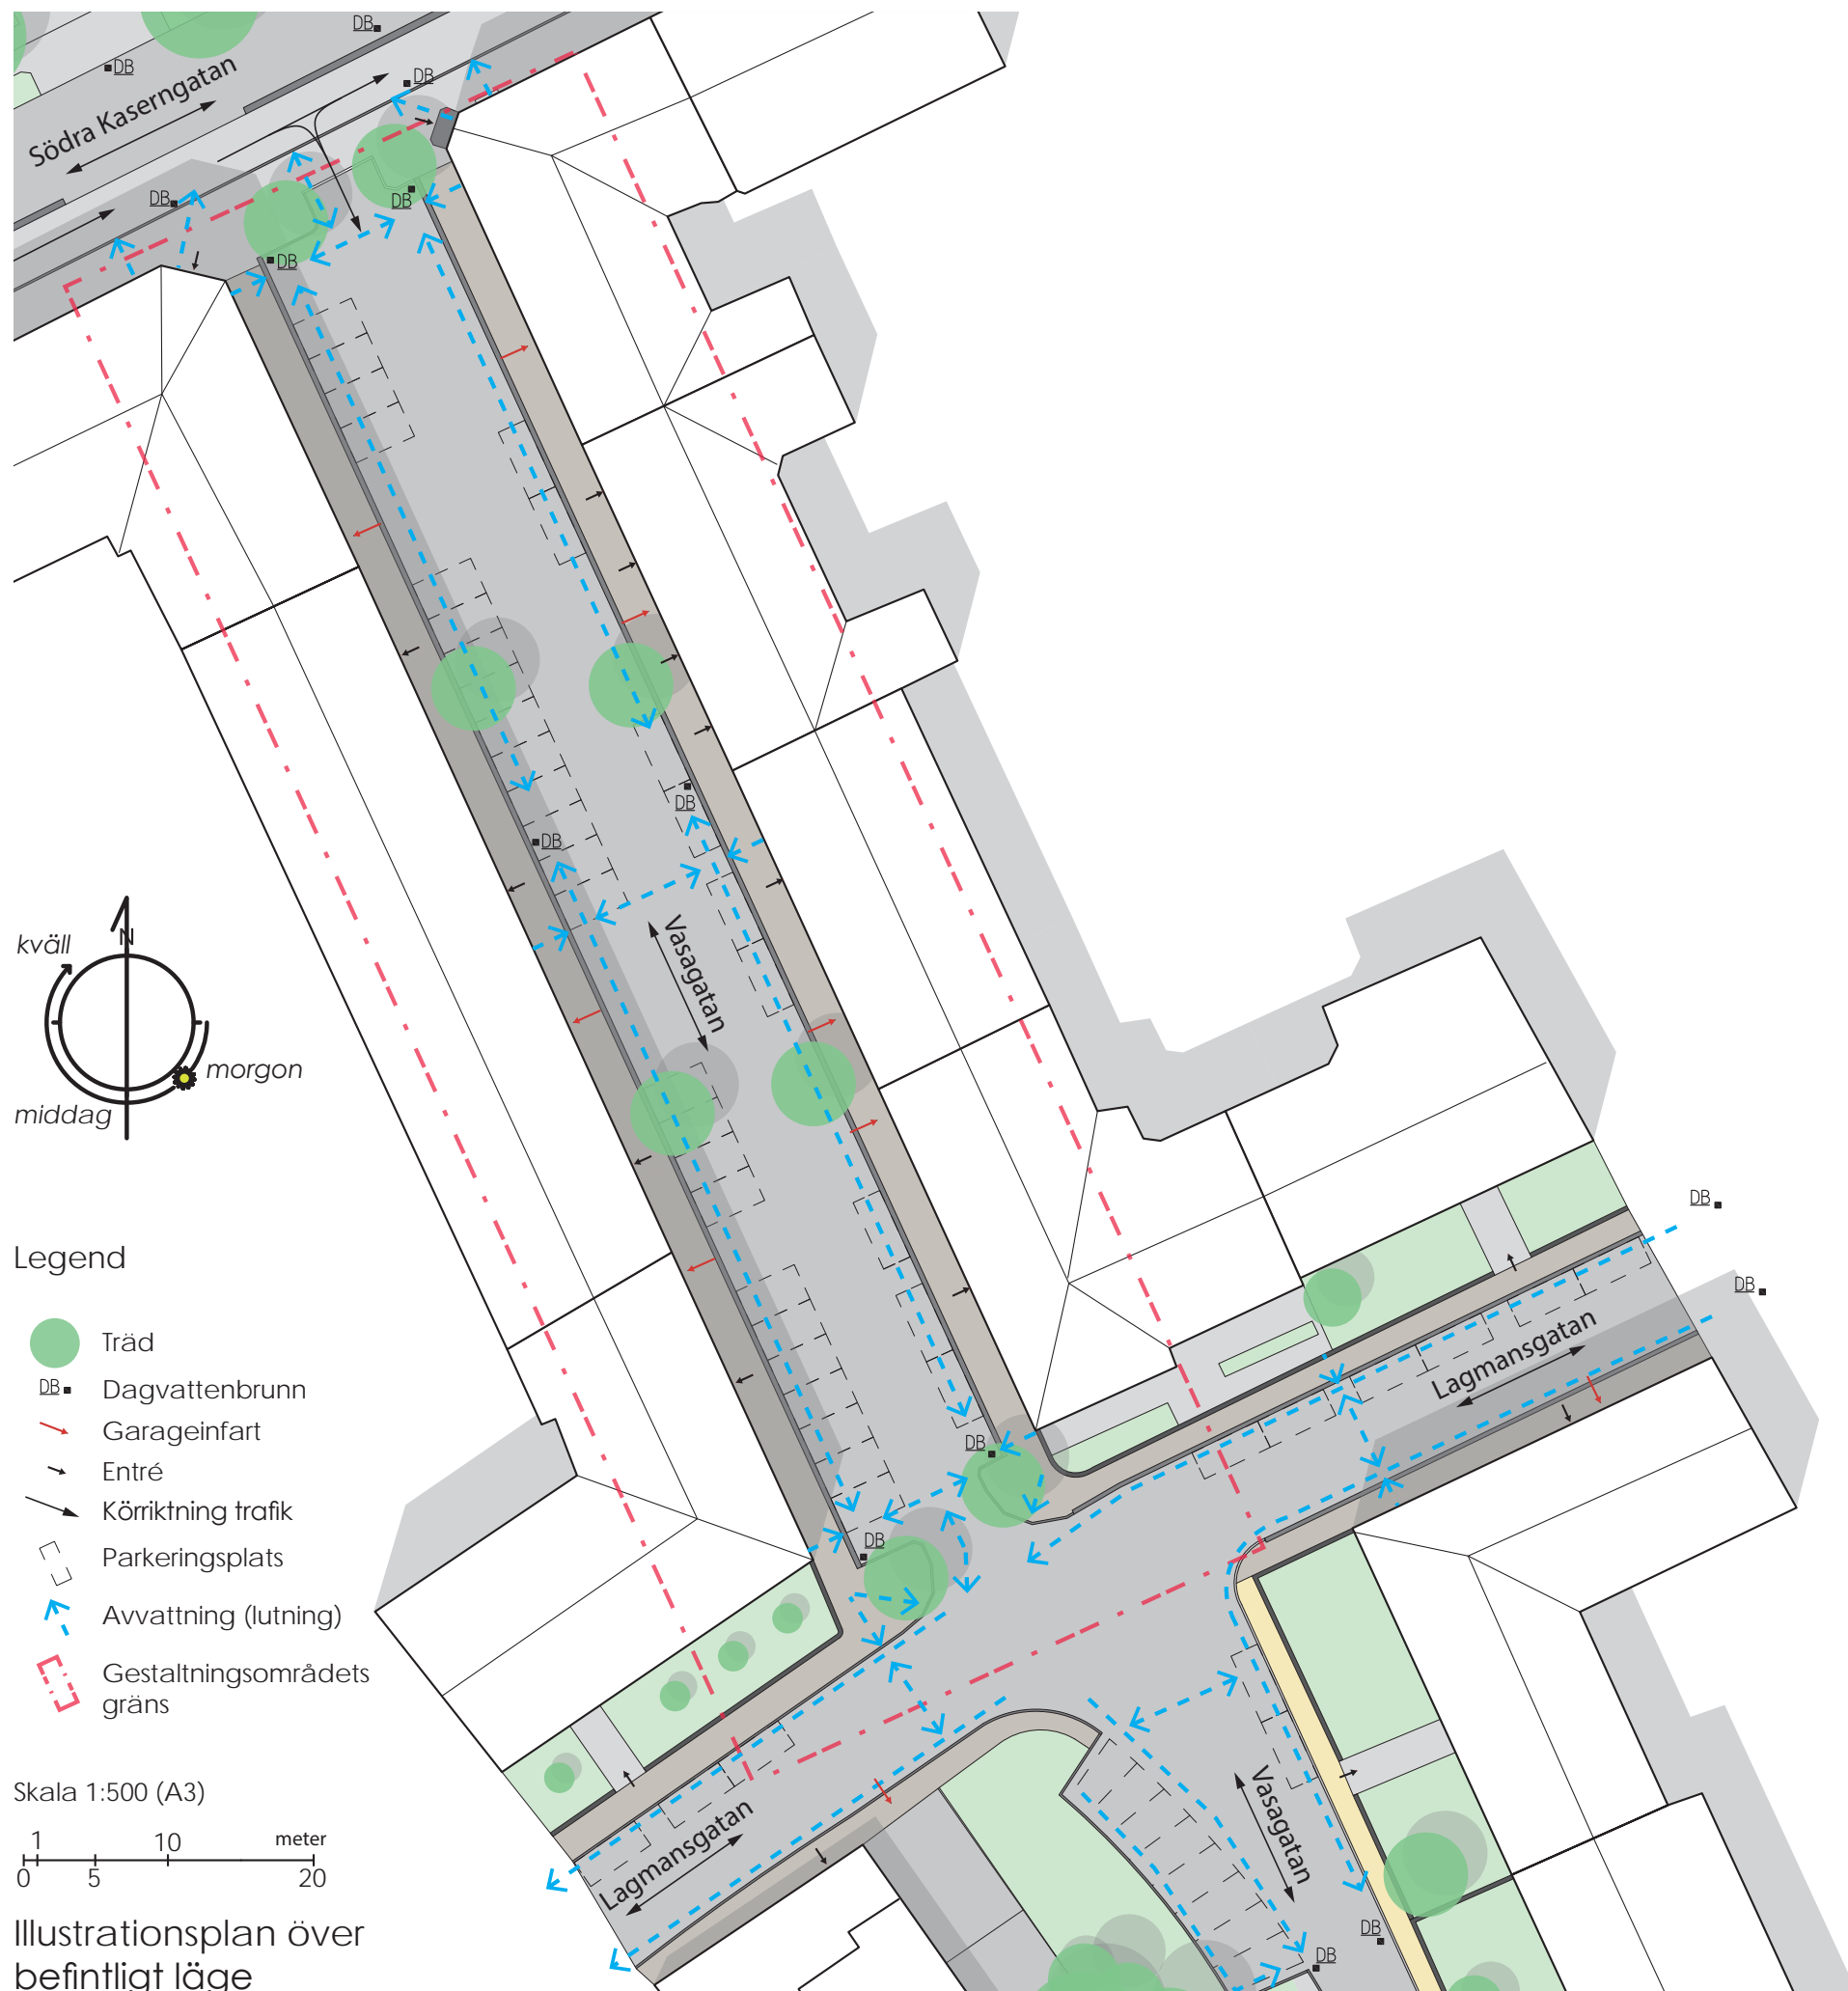 DB
DB
DB
Södra Kaserngatan
DB
DB
DB
DB
DB
Vasagatan
kväll
N
morgon
middag
DB
DB
Legend
Träd
DB Dagvattenbrunn
Garageinfart
Entré
Körriktning trafik
Parkeringsplats
Avvattning (lutning)
Gestaltningsområdets
gräns
Lagmansgatan
DB
DB
Skala 1:500 (A3)
1 10 meter
0 5 20
Lagmansgatan
Vasagatan
DB
DB
Illustrationsplan över
befintligt läge